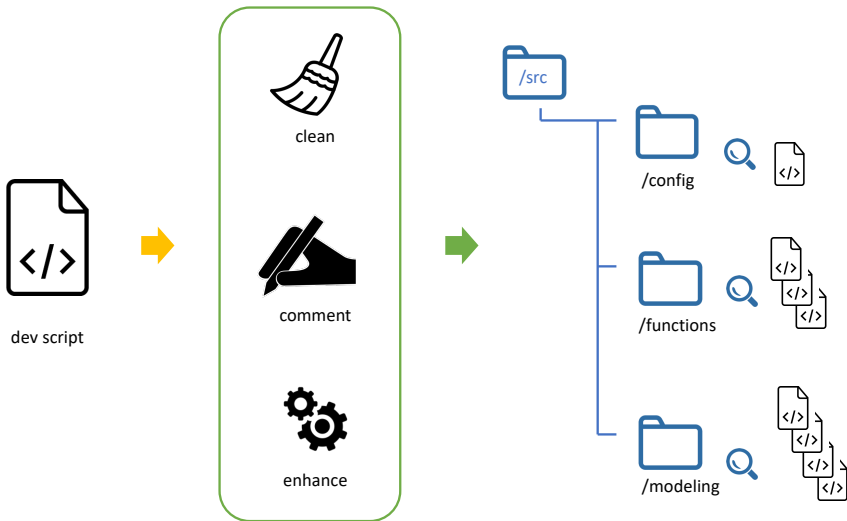 dev script
</>
clean
comment
enhance
/src
/config
</>
/functions
</>
</>
</>
/modeling
</>
</>
</>
</>